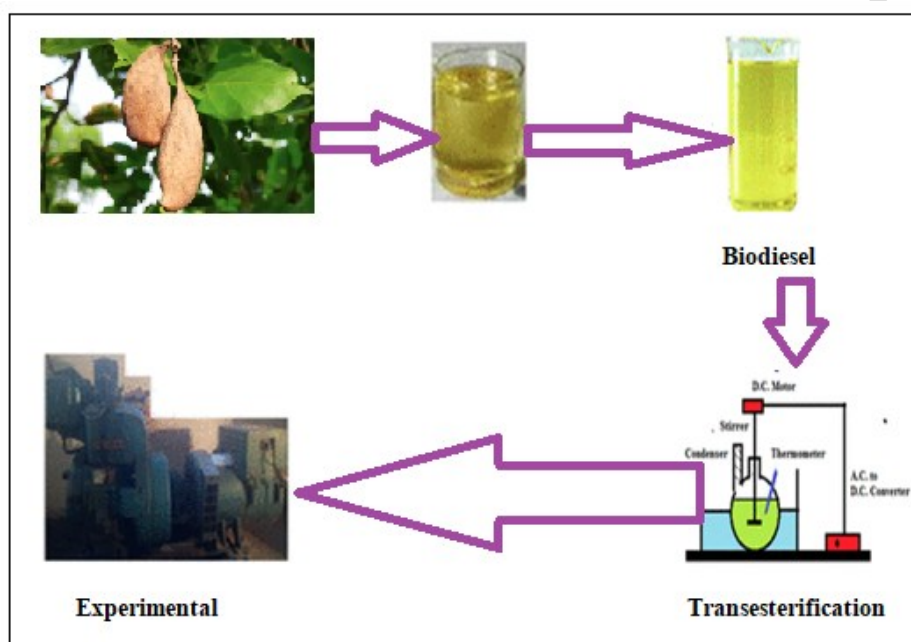 Biodiesel
D.C. Motor
Stirrer
Condenser
Thermometer
A.C. to
D.C. Converter
Experimental
Transesterification